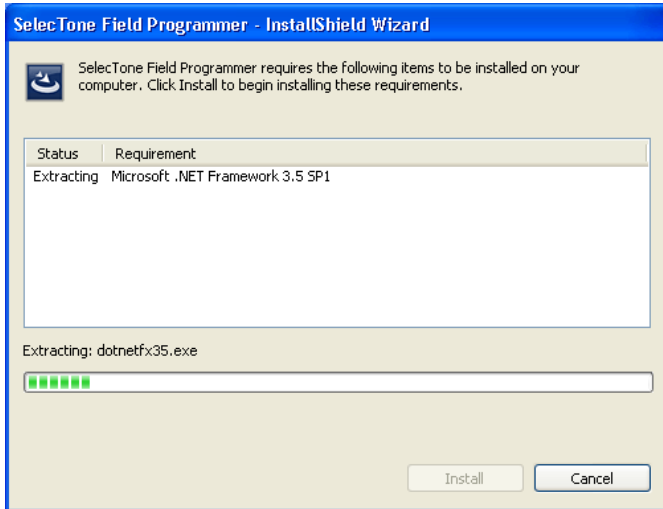 SelecTone Field Programmer - InstallShield Wizard
SelecTone Field Programmer requires the following items to be installed on your
computer. Click Install to begin installing these requirements.
Status Requirement
Extracting Microsoft .NET Framework 3.5 SP1
Extracting: dotnetfx35.exe
Install Cancel